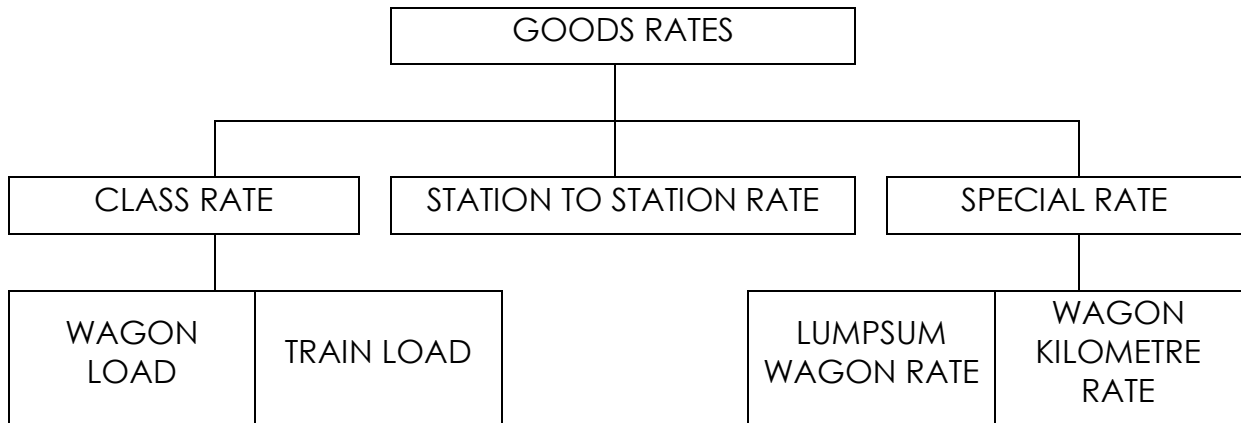 GOODS RATES
CLASS RATE
STATION TO STATION RATE
SPECIAL RATE
WAGON
LOAD
TRAIN LOAD
LUMPSUM
WAGON RATE
WAGON
KILOMETRE
RATE